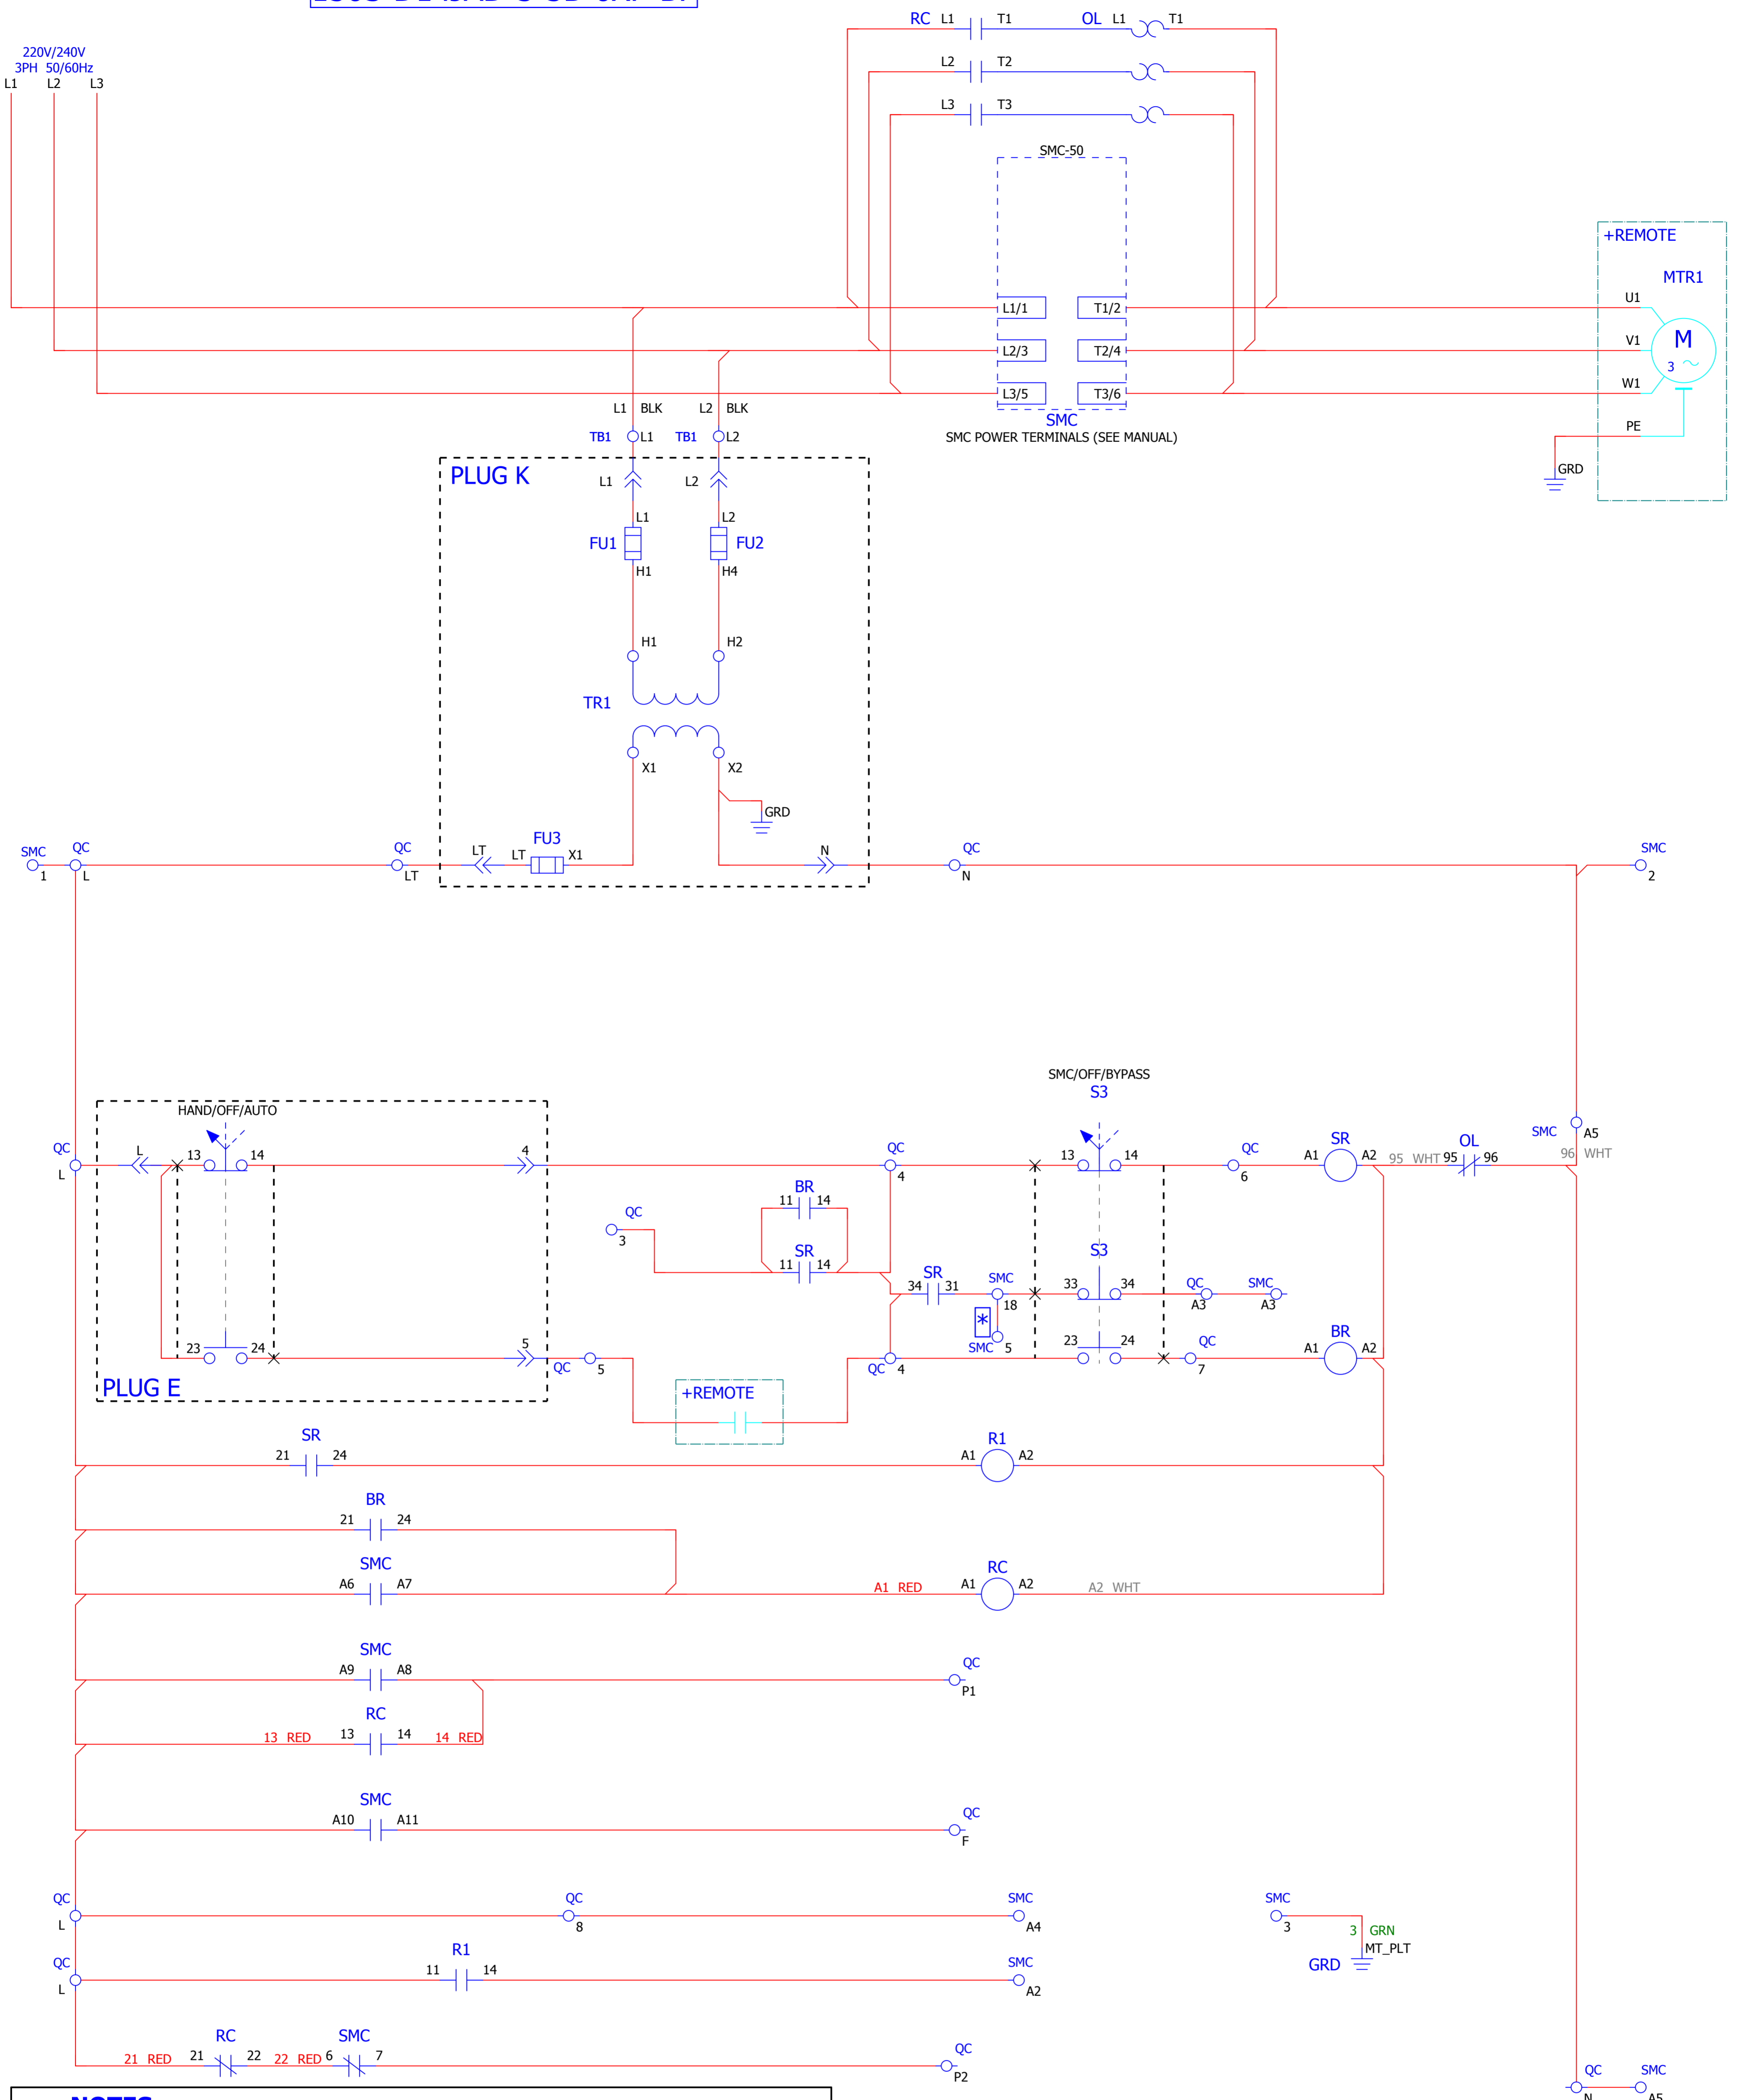 RC L1 T1 OL L1 T1
220V/240V
3PH 50/60Hz
L1 L2 L3
L2 T2
L3 T3
SMC-50
+REMOTE
MTR1
L1/1 T1/2 U1
L2/3 T2/4 V1
M
3
L3/5 T3/6 W1
L1 BLK L2 BLK
SMC
SMC POWER TERMINALS (SEE MANUAL)
PE
TB1 L1 TB1 L2
GRD
PLUG K
L1 L2
L1 L2
FU1 FU2
H1 H4
H1 H2
TR1
X1 X2
GRD
SMC QC QC FU3 N QC SMC
LT LT X1
1 L LT N 2
SMC/OFF/BYPASS
S3
HAND/OFF/AUTO
SMC A5
QC L 13 14 4 QC 13 14 QC SR OL
A1 A2 95 WHT 95 96 96 WHT
L 4 6
BR
11 14
QC
3
SR
11 14
S3
SR SMC
34 31 33 34 QC SMC
18 A3 A3
*
SMC 5
BR
23 24 5 23 24 QC A1 A2
QC 5 QC 4 7
PLUG E
+REMOTE
SR R1
21 24 A1 A2
BR
21 24
SMC RC
A6 A7 A1 RED A1 A2 A2 WHT
SMC
A9 A8 QC
P1
RC
13 RED 13 14 14 RED
SMC
A10 A11 QC
F
QC QC SMC SMC
L 8 A4 3
3 GRN
MT_PLT
GRD
QC R1 SMC
11 14
L A2
RC SMC
21 RED 21 22 22 RED 6 7 QC
P2
QC SMC
N A5
NOTES